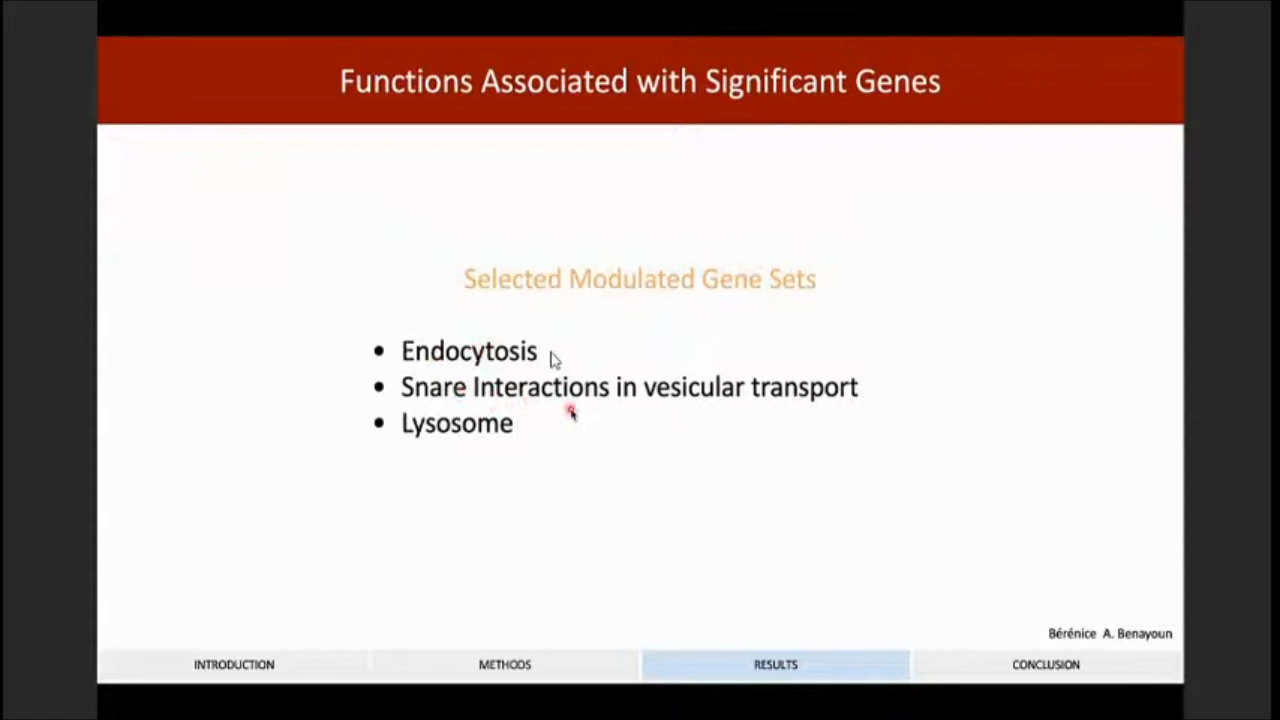 Functions Associated with Significant Genes
Selected Modulated Gene Sets
• Endocytosis
• Snare Interactions in vesicular transport
• Lysosome
Bérénice A. Benayoun
INTRODUCTION METHODS RESULTS CONCLUSION